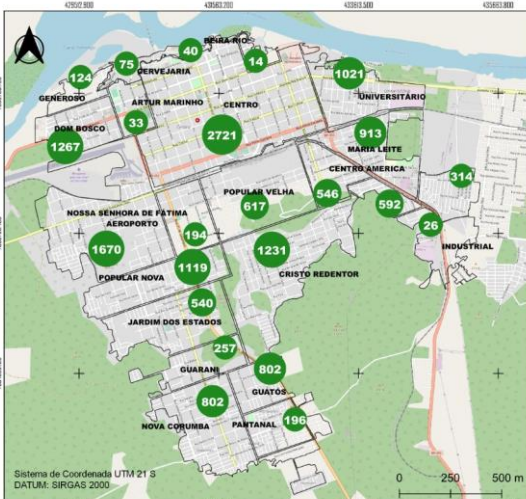 BEIRA RIO
40
75
14
124
CERVEJARIA
1021
GENEROSO
ARTUR MARINHO
CENTRO
UNIVERSITÁRIO
33
DOM BOSCO
2721
913
1267
MARIA LEITE
CENTRO AMERICA
314
POPULAR VELHA
546
NOSSA SENHORA DE FÁTIMA
617
592
AEROPORTO
194
26
1670
1231
INDUSTRIAL
1119
CRISTO REDENTOR
POPULAR NOVA
540
JARDIM DOS ESTADOS
257
GUARANI
802
GUATÓS
802
196
NOVA CORUMBA
PANTANAL
Sistema de Coordenada UTM 21 S
DATUM: SIRGAS 2000
0 250 500 m